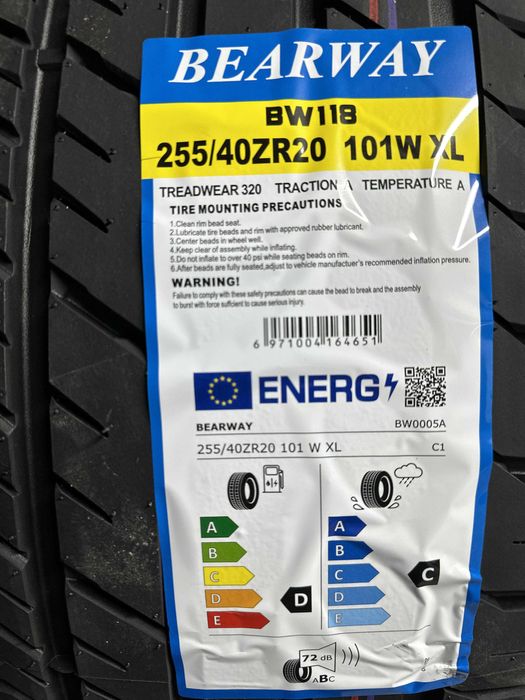 BEARWAY
BW118
255/40ZR20 101W XL
TREADWEAR 320 TRACTION A TEMPERATURE A
TIRE MOUNTING PRECAUTIONS
1.Clean rim bead seat.
2.Lubricate tire beads and rim with approved rubber lubricant.
3.Center beads in wheel well.
4.Keep clear of assembly while inflating.
5.Do not inflate to over 40 psi while seating beads on rim.
6.After beads are fully seated,adjust to vehicle manufactuer's recommended inflation pressure.
WARNING!
Failure to comply with these safety precautions can cause the bead to break and the assembly
to burst with force sufficient to cause serious injury.
6 971004 164651
ENERG
BEARWAY BW0005A
255/40ZR20 101 W XL C1
A A
B B
C C C
D D D
E E
72 dB
ABC